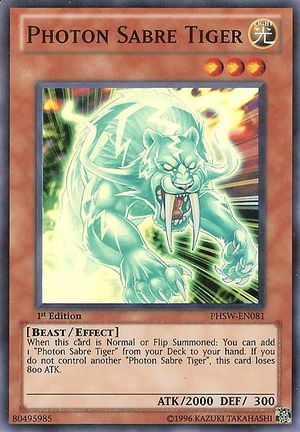 PHOTON SABRE TIGER
LIGHT
光
1st Edition
PHSW-EN081
[BEAST / EFFECT]
When this card is Normal or Flip Summoned: You can add
1 "Photon Sabre Tiger" from your Deck to your hand. If you
do not control another "Photon Sabre Tiger", this card loses
800 ATK.
ATK/2000 DEF/ 300
80495985
©1996 KAZUKI TAKAHASHI